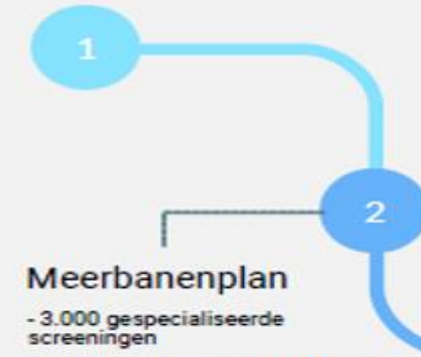 1
2
Meerbanenplan
- 3.000 gespecialiseerde
screeningen